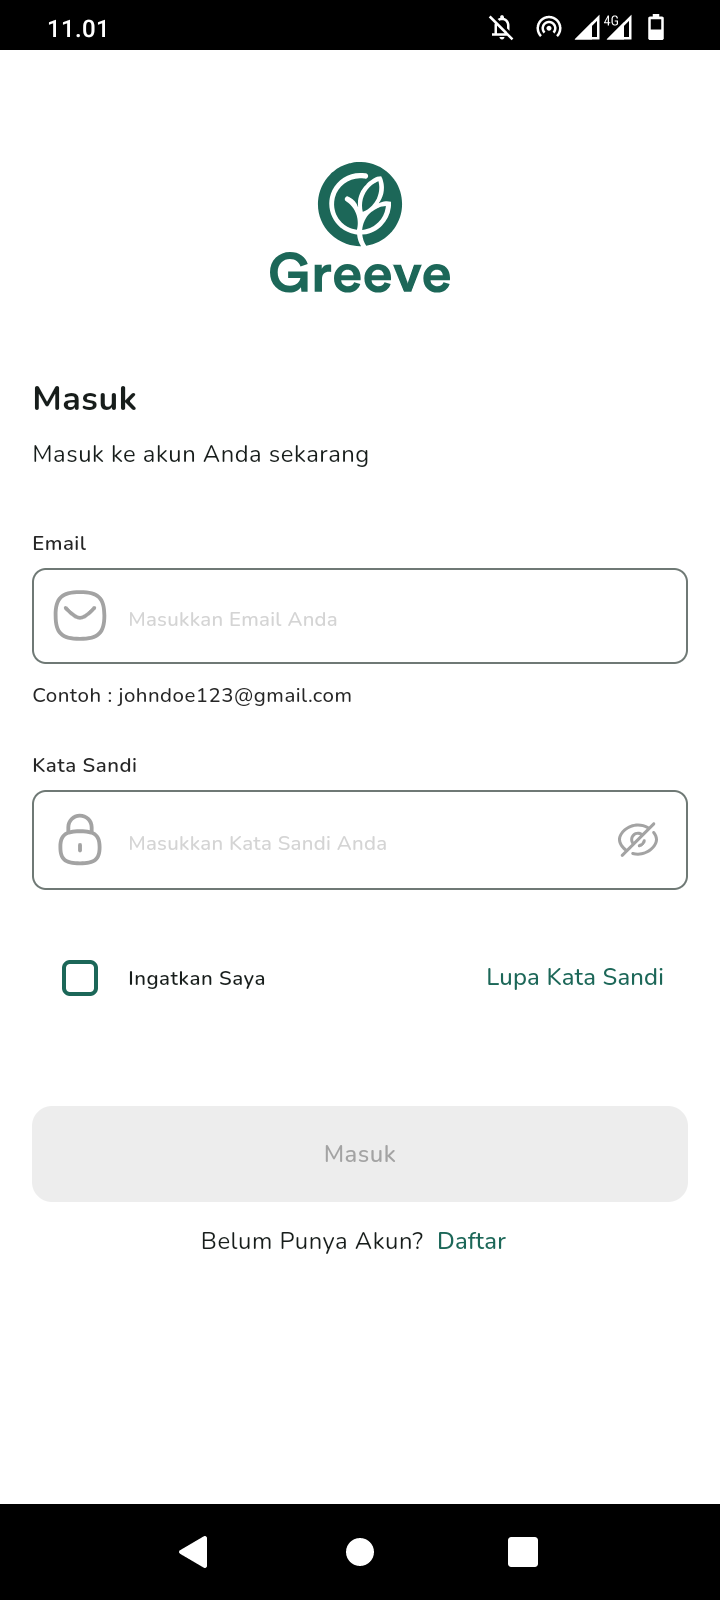 11.01
4G
Greeve
Masuk
Masuk ke akun Anda sekarang
Email
Masukkan Email Anda
Contoh : johndoe123@gmail.com
Kata Sandi
Masukkan Kata Sandi Anda
Ingatkan Saya
Lupa Kata Sandi
Masuk
Belum Punya Akun? Daftar